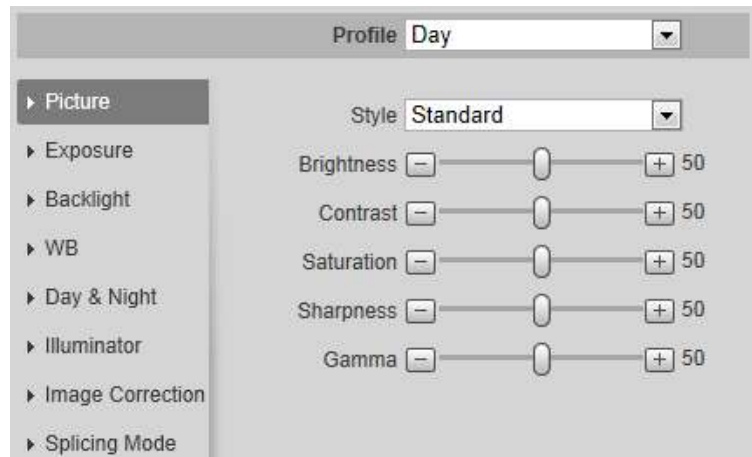 Profile Day
Picture
Exposure
Backlight
WB
Day & Night
Illuminator
Image Correction
Splicing Mode
Style Standard
Brightness 50
Contrast 50
Saturation 50
Sharpness 50
Gamma 50